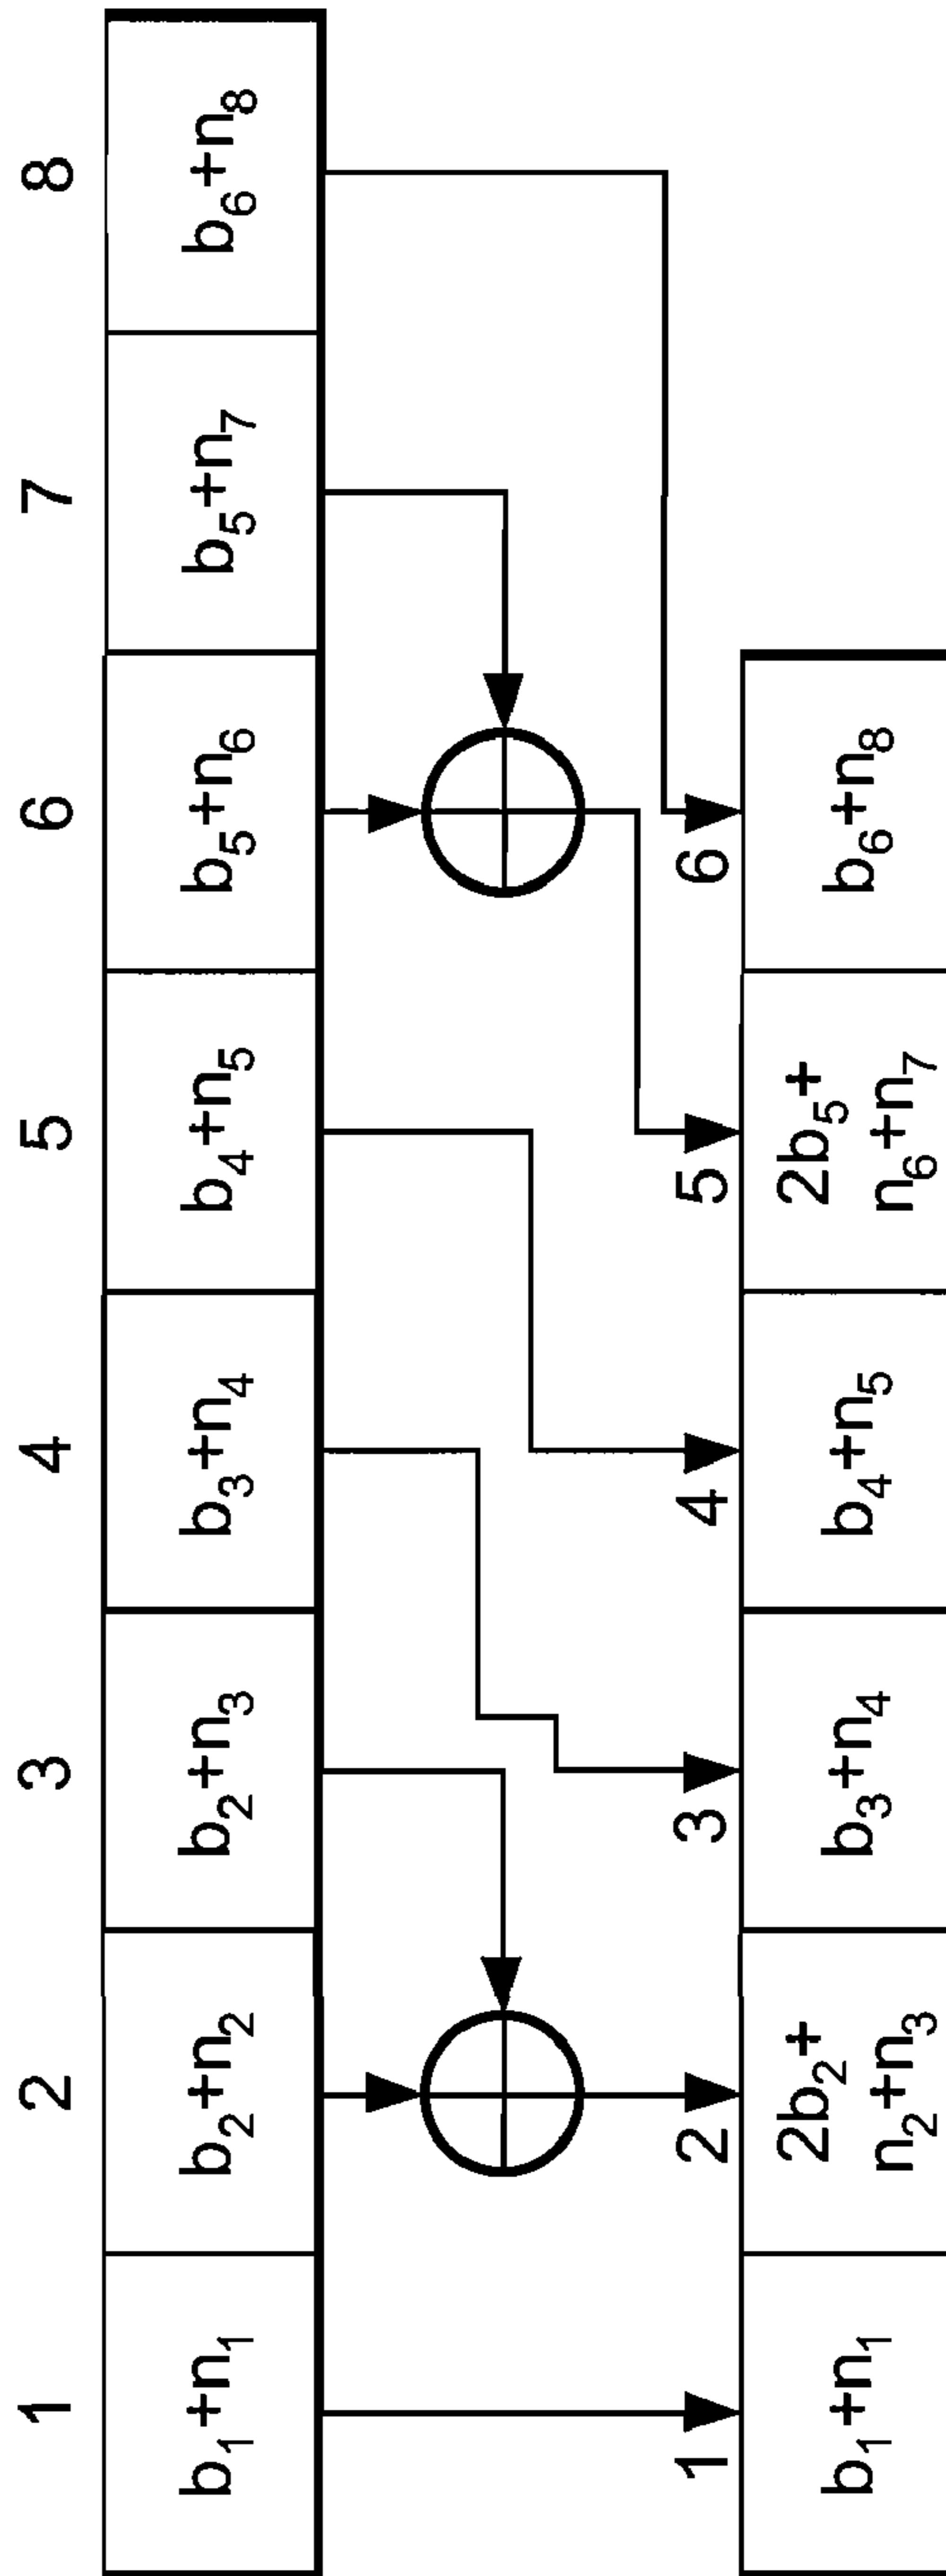 1 2 3 4 5 6 7 8
b₁+n₁ b₂+n₂ b₂+n₃ b₃+n₄ b₄+n₅ b₅+n₆ b₅+n₇ b₆+n₈
1 2 3 4 5 6
b₁+n₁ 2b₂+ n₂+n₃ b₃+n₄ b₄+n₅ 2b₅+ n₆+n₇ b₆+n₈